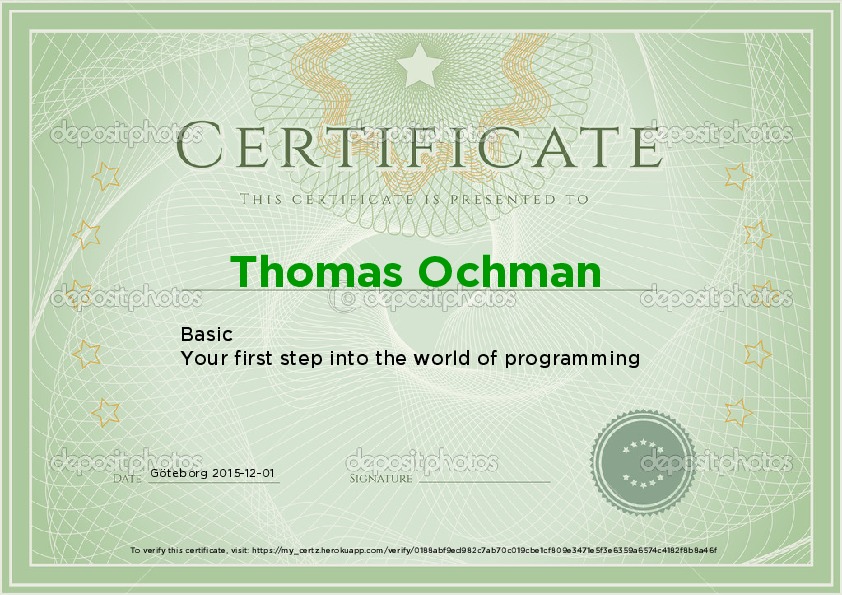 depositphotos depositphotos depositphotos
CERTIFICATE
THIS CERTIFICATE IS PRESENTED TO
Thomas Ochman
depositphotos © depositphotos depositphotos
Basic
Your first step into the world of programming
depositphotos depositphotos depositphotos
DATE Göteborg 2015-12-01 SIGNATURE
To verify this certificate, visit: https://my_certz.herokuapp.com/verify/0188abf9ed982c7ab70c019cbe1cf809e3471e5f3e6359a6574c4182f8b8a46f